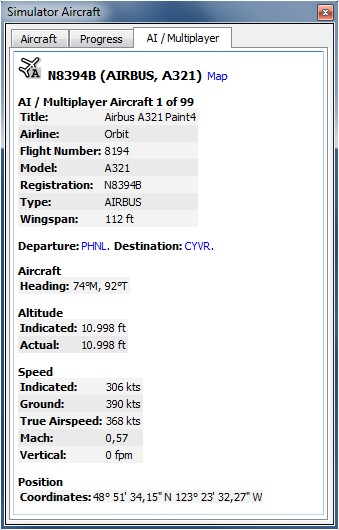 Simulator Aircraft
Aircraft Progress AI / Multiplayer
A
N8394B (AIRBUS, A321) Map
AI / Multiplayer Aircraft 1 of 99
Title: Airbus A321 Paint4
Airline: Orbit
Flight Number: 8194
Model: A321
Registration: N8394B
Type: AIRBUS
Wingspan: 112 ft
Departure: PHNL. Destination: CYVR.
Aircraft
Heading: 74°M, 92°T
Altitude
Indicated: 10.998 ft
Actual: 10.998 ft
Speed
Indicated: 306 kts
Ground: 390 kts
True Airspeed: 368 kts
Mach: 0,57
Vertical: 0 fpm
Position
Coordinates: 48° 51' 34,15" N 123° 23' 32,27" W